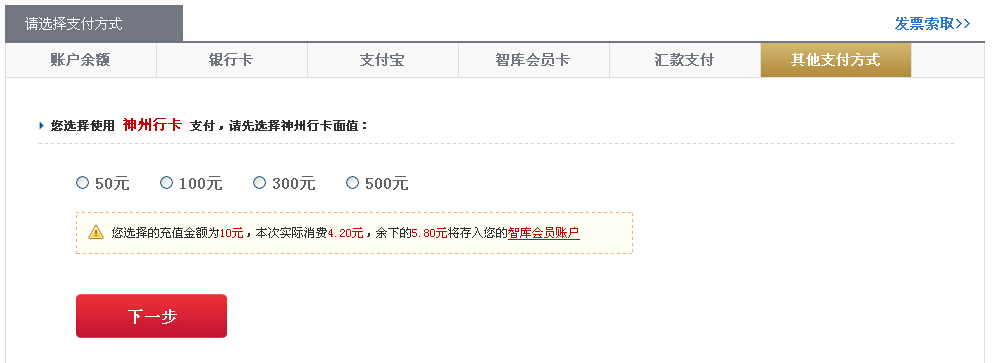 请选择支付方式
发票索取>>
账户余额 银行卡 支付宝 智库会员卡 汇款支付 其他支付方式
您选择使用 神州行卡 支付，请先选择神州行卡面值：
50元 100元 300元 500元
您选择的充值金额为10元，本次实际消费4.20元，余下的5.80元将存入您的智库会员账户
下一步